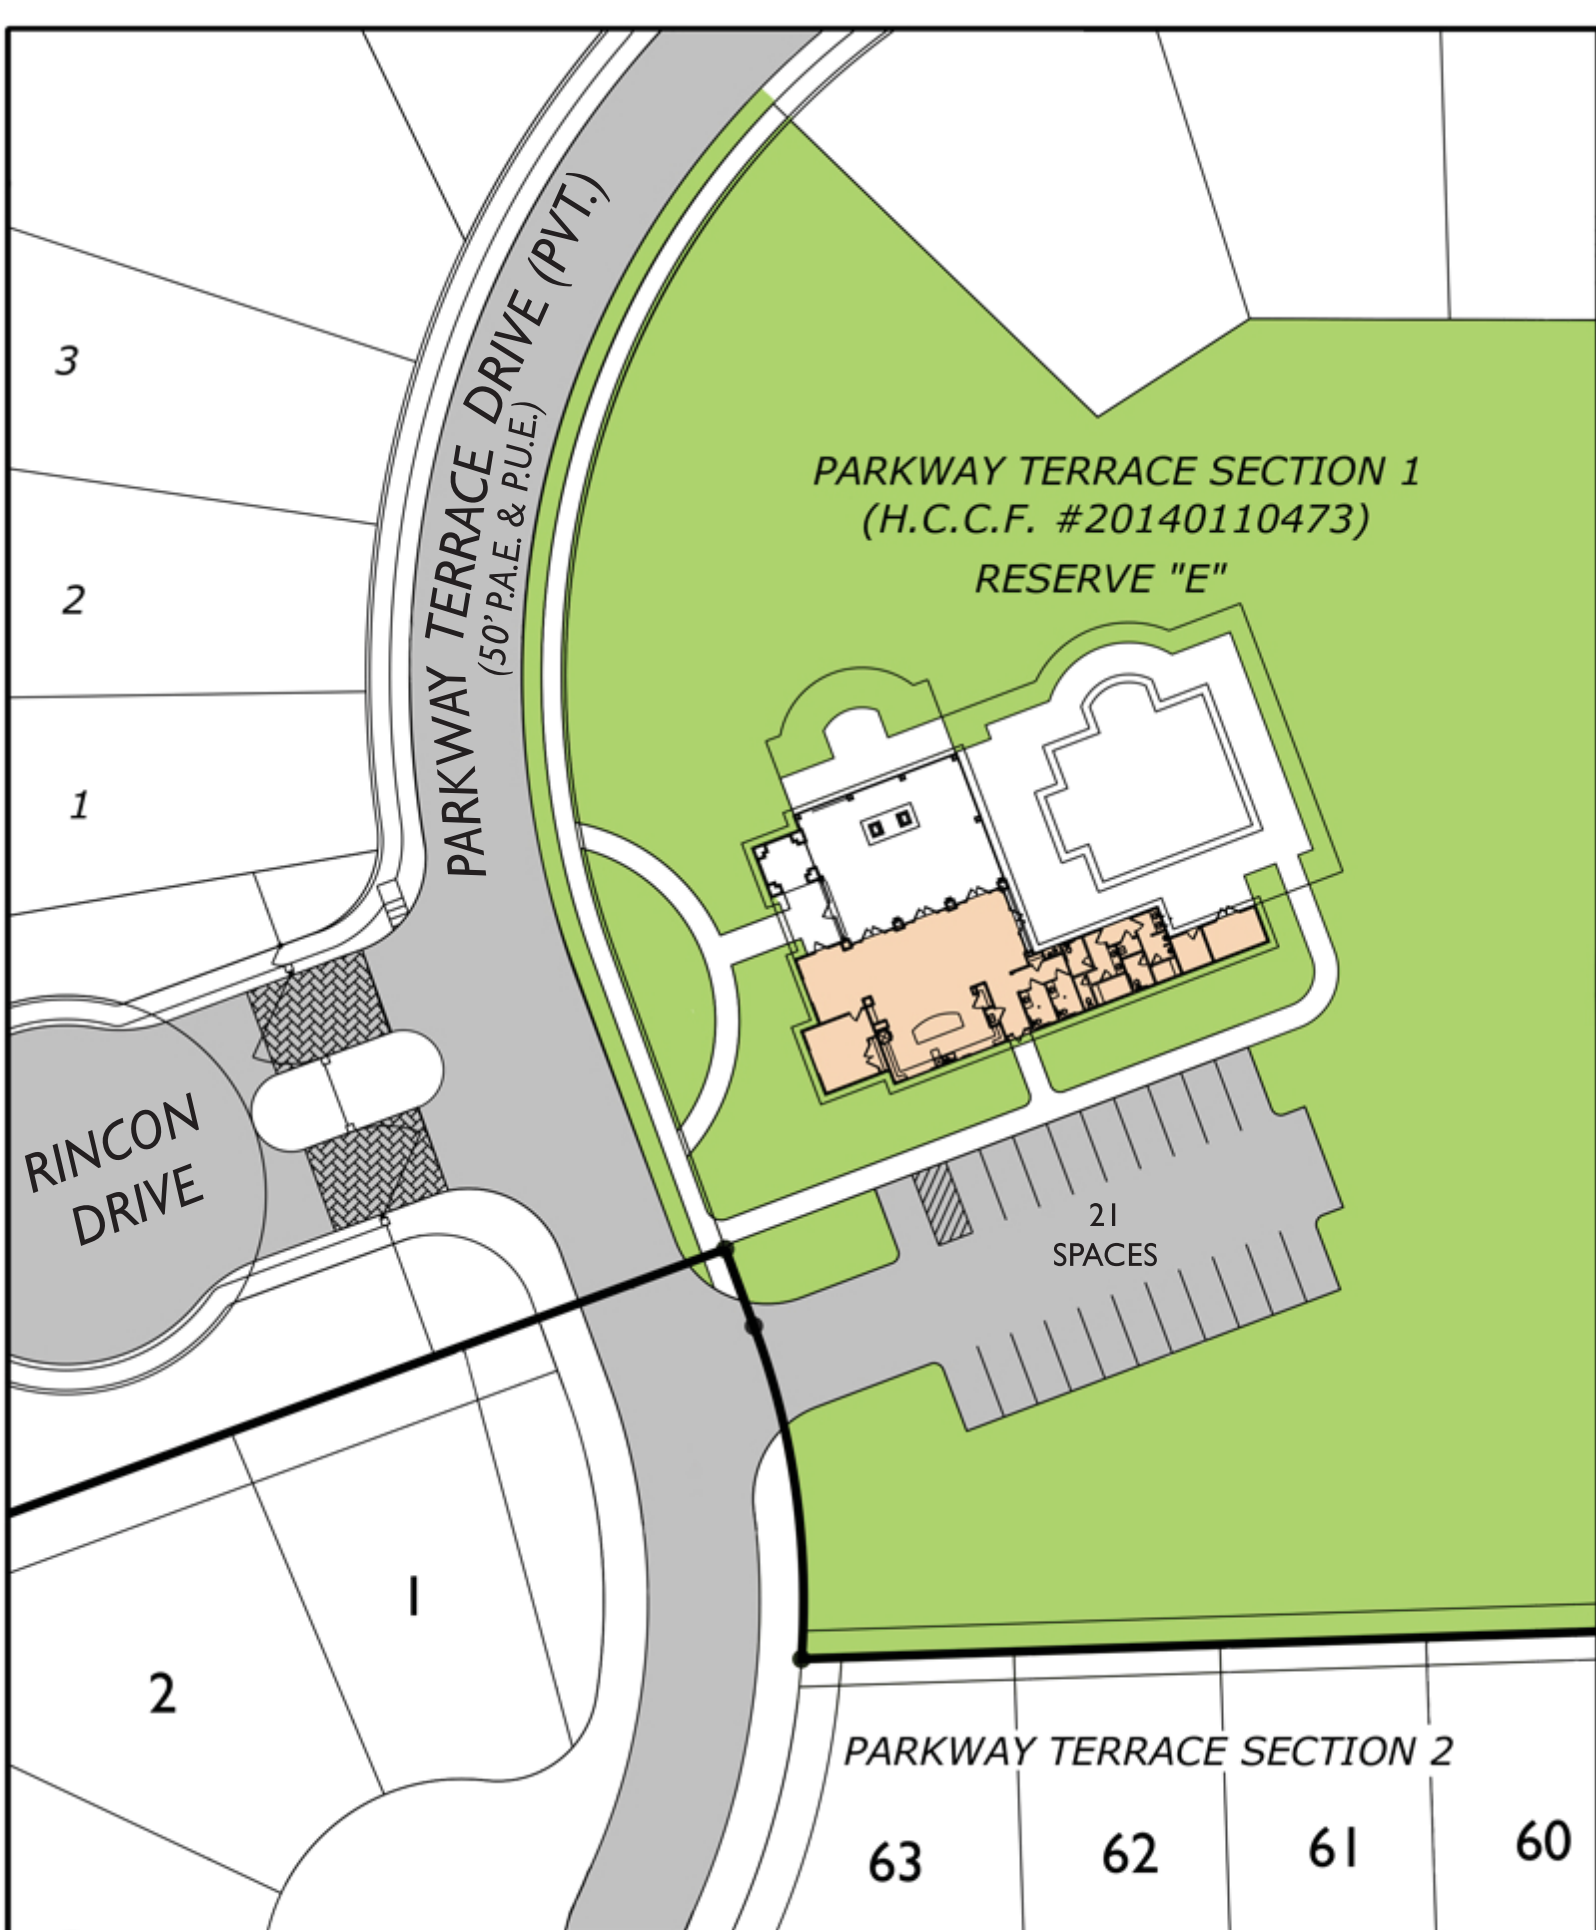 PARKWAY TERRACE DRIVE (PVT.)
(50' P.A.E. & P.U.E.)
3
2
1
PARKWAY TERRACE SECTION 1
(H.C.C.F. #20140110473)
RESERVE "E"
RINCON
DRIVE
21
SPACES
1
2
PARKWAY TERRACE SECTION 2
63
62
61
60